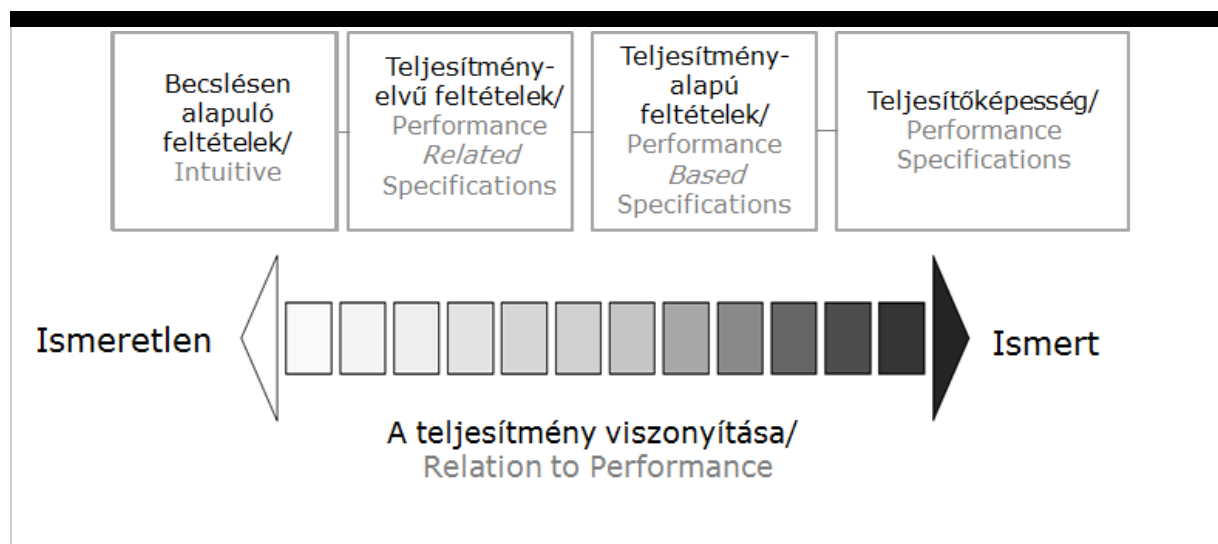 Becslésen
alapuló
feltételek/
Intuitive
Teljesítmény-
elvű feltételek/
Performance
Related
Specifications
Teljesítmény-
alapú
feltételek/
Performance
Based
Specifications
Teljesítőképesség/
Performance
Specifications
Ismeretlen
Ismert
A teljesítmény viszonyítása/
Relation to Performance